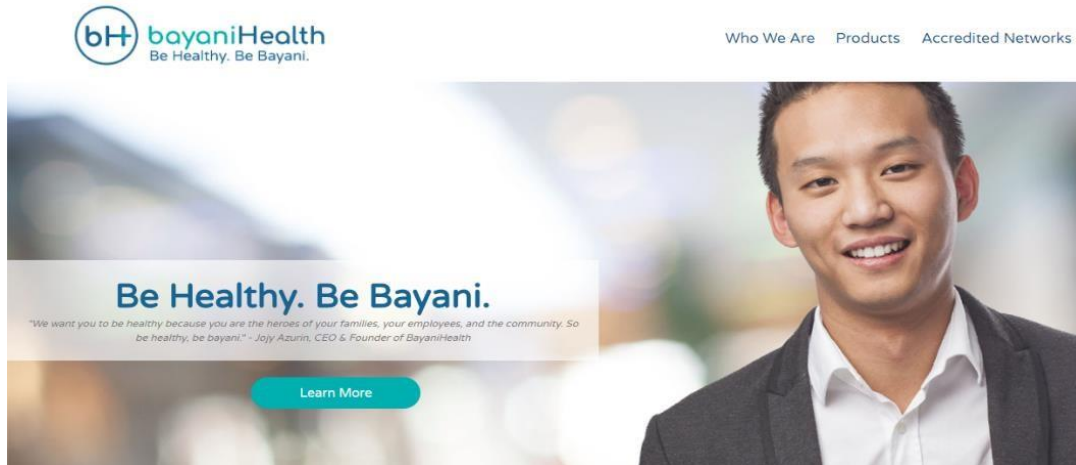 bH bayaniHealth
Be Healthy. Be Bayani.
Who We Are Products Accredited Networks
Be Healthy. Be Bayani.
"We want you to be healthy because you are the heroes of your families, your employees, and the community. So
be healthy, be bayani." - Jojy Azurin, CEO & Founder of BayaniHealth
Learn More